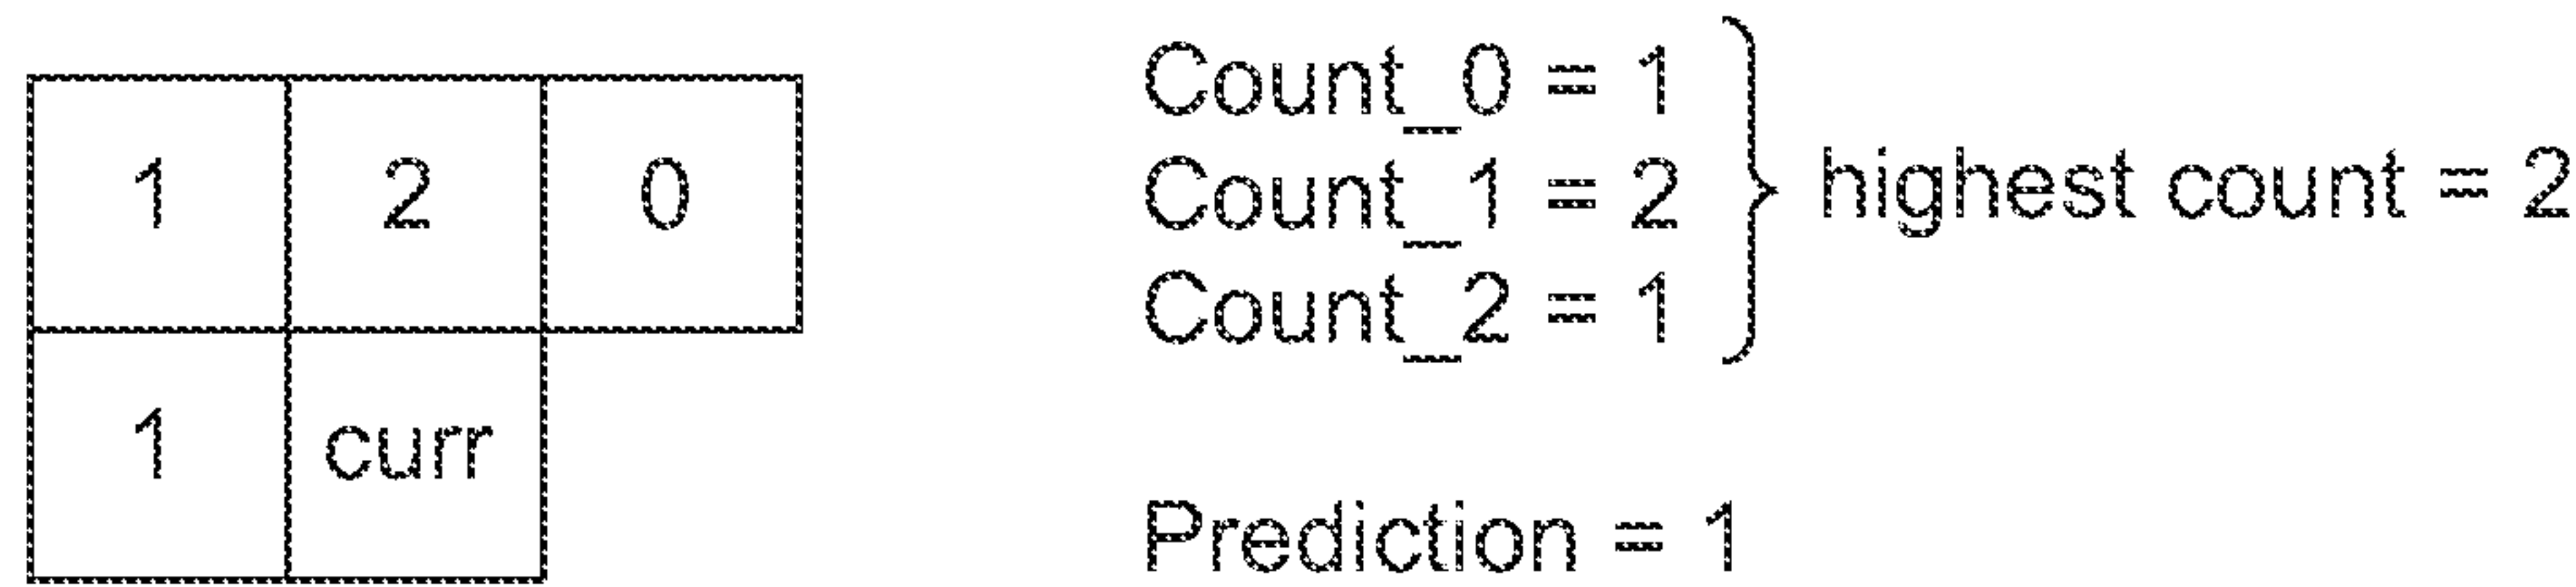 1 2 0
1 curr
Count_0 = 1
Count_1 = 2
Count_2 = 1
highest count = 2
Prediction = 1